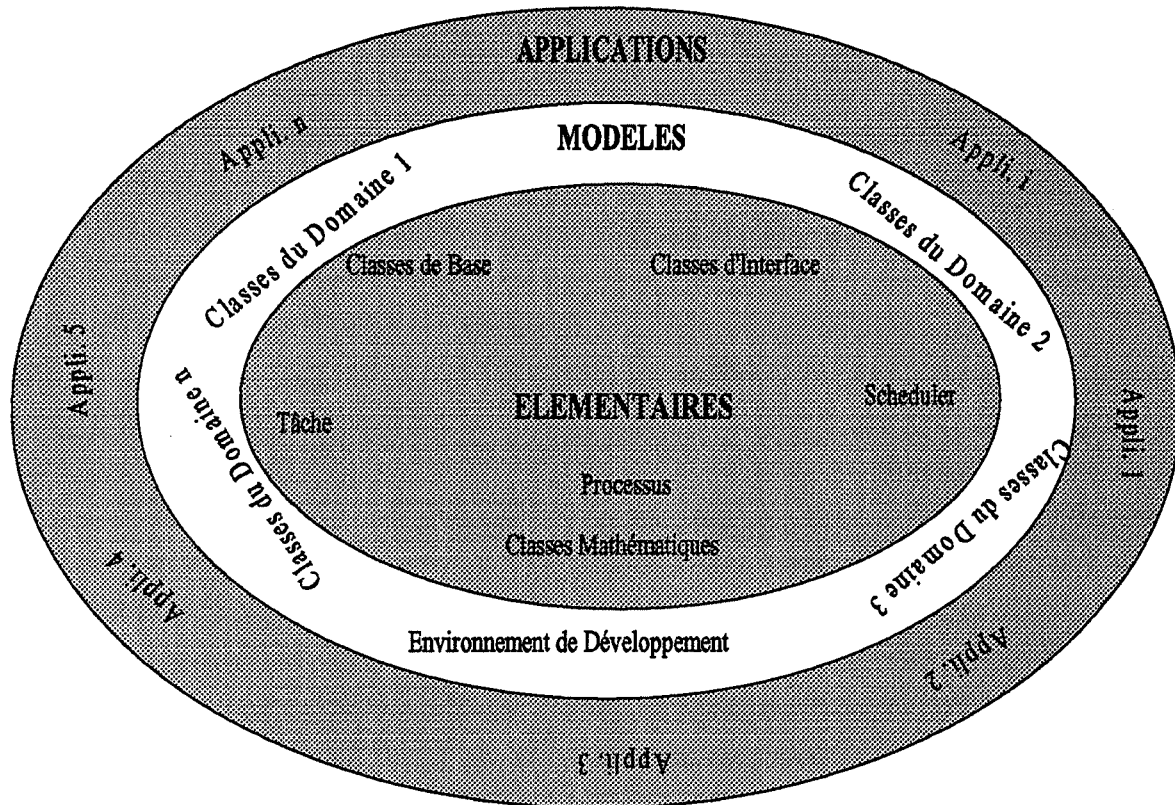 APPLICATIONS
Appli. n
Appli. i
MODELES
Classes du Domaine 1
Classes du Domaine 2
Classes de Base
Classes d'Interface
Appli. 5
Appli. 1
ELEMENTAIRES
Scheduler
Tâche
Classes du Domaine n
Classes du Domaine 3
Processus
Classes Mathématiques
Appli. 4
Appli. 2
Environnement de Développement
Appli. 3